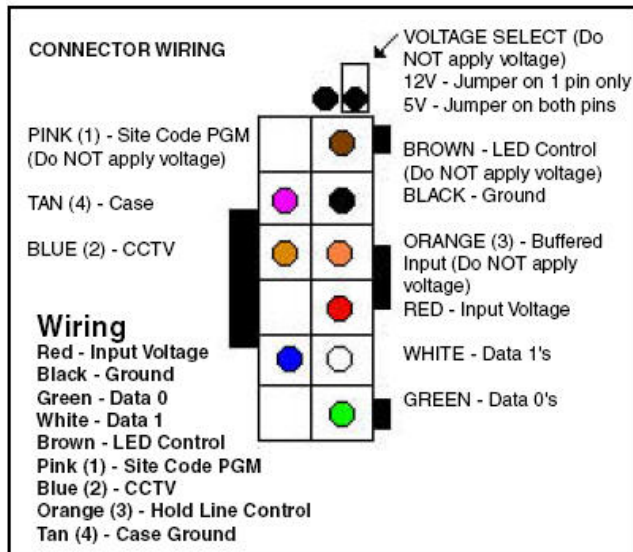 CONNECTOR WIRING
VOLTAGE SELECT (Do
NOT apply voltage)
12V - Jumper on 1 pin only
5V - Jumper on both pins
PINK (1) - Site Code PGM
(Do NOT apply voltage)
TAN (4) - Case
BLUE (2) - CCTV
BROWN - LED Control
(Do NOT apply voltage)
BLACK - Ground
ORANGE (3) - Buffered
Input (Do NOT apply
voltage)
RED - Input Voltage
WHITE - Data 1's
GREEN - Data 0's
Wiring
Red - Input Voltage
Black - Ground
Green - Data 0
White - Data 1
Brown - LED Control
Pink (1) - Site Code PGM
Blue (2) - CCTV
Orange (3) - Hold Line Control
Tan (4) - Case Ground